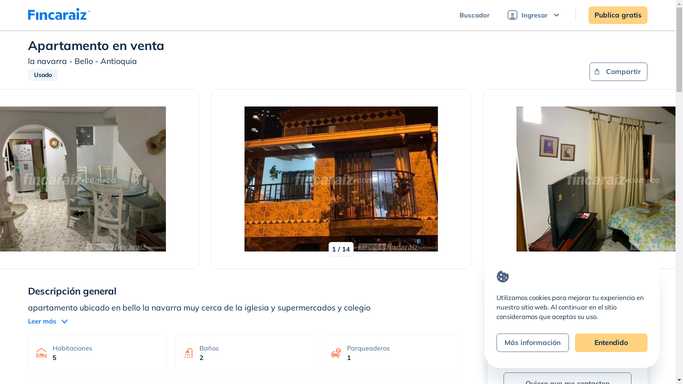 Fincaraiz
Buscador
Ingresar
Publica gratis
Apartamento en venta
la navarra - Bello - Antioquia
Usado
Compartir
fincaraiz
fincaraiz
fincaraiz
fincaraiz
fincaraiz
1 / 14
Descripción general
apartamento ubicado en bello la navarra muy cerca de la iglesia y supermercados y colegio
Leer más
Habitaciones
5
Baños
2
Parqueaderos
1
Utilizamos cookies para mejorar tu experiencia en
nuestro sitio web. Al continuar en el sitio
consideramos que aceptas su uso.
Más información
Entendido
Quiero que me contacten